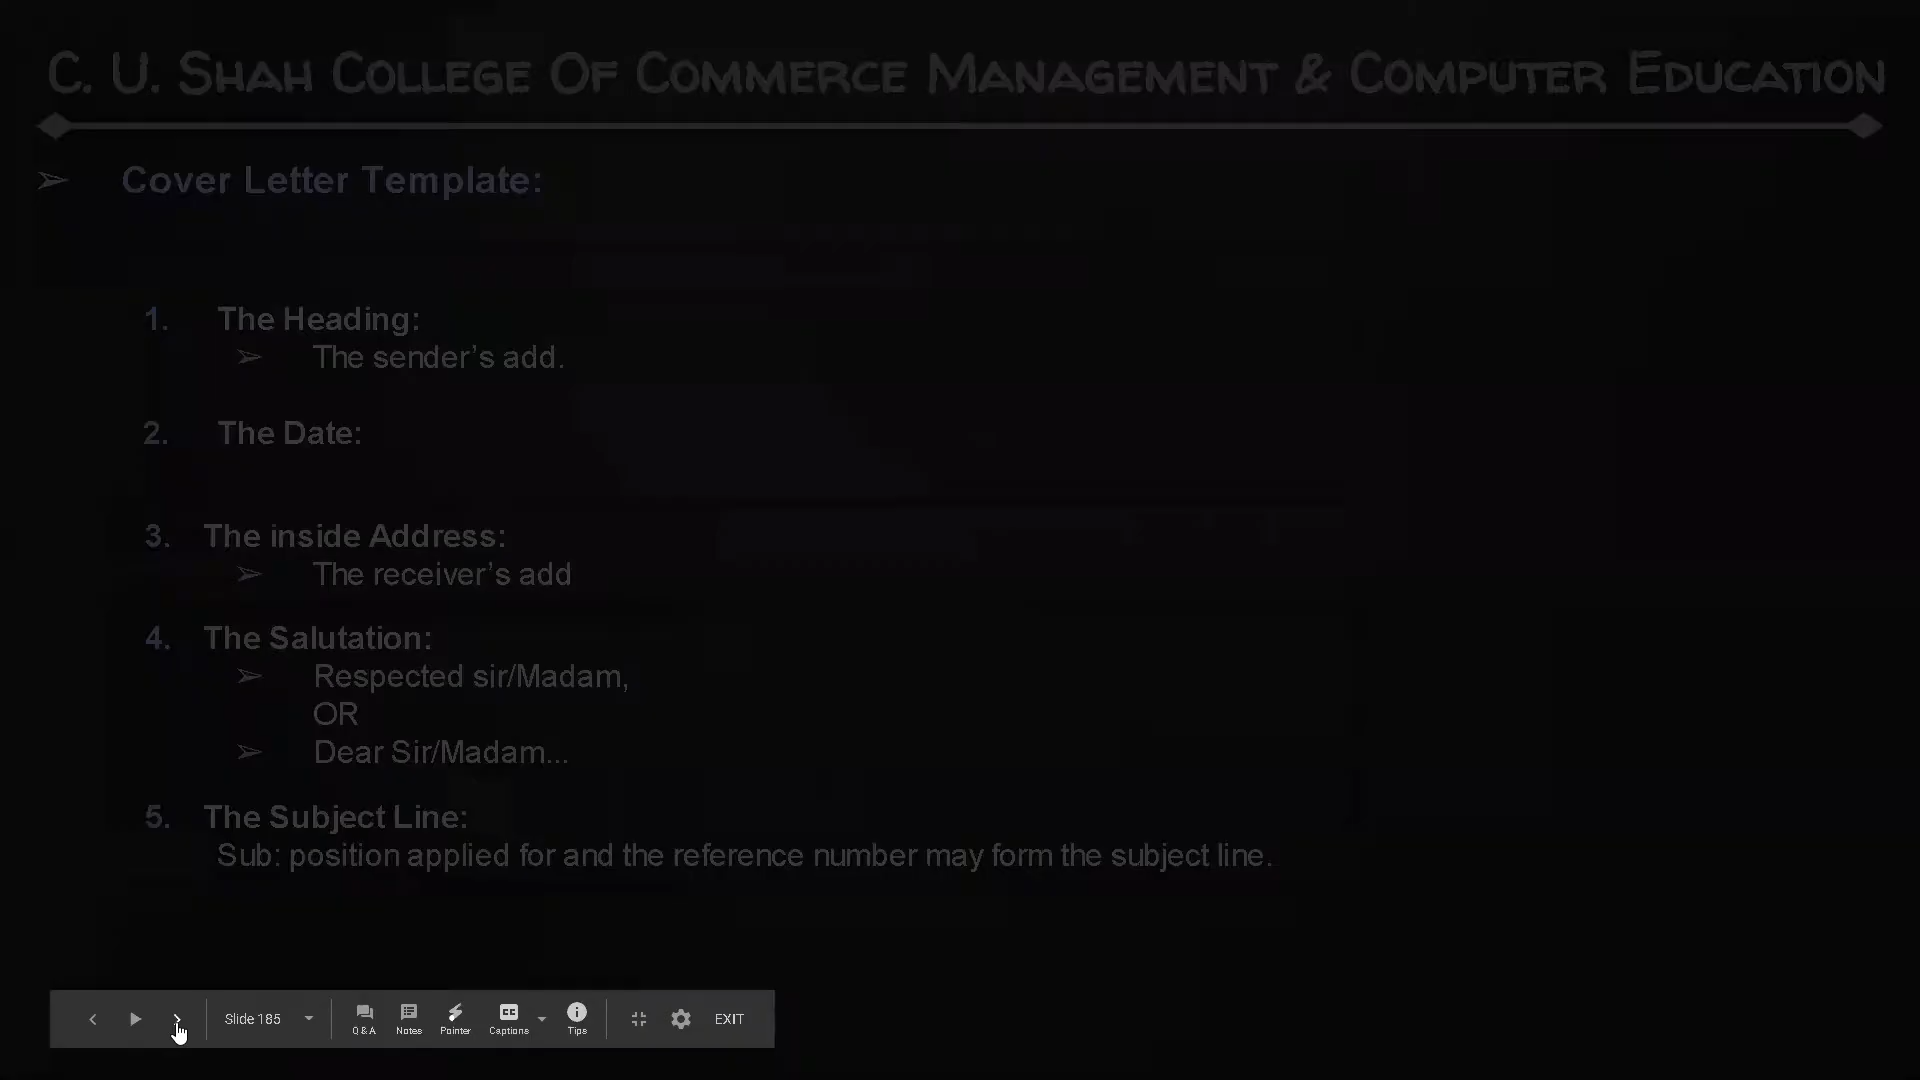 C. U. Shah College Of Commerce Management & Computer Education
➢ Cover Letter Template:
1. The Heading:
➢ The sender’s add.
2. The Date:
3. The inside Address:
➢ The receiver’s add
4. The Salutation:
➢ Respected sir/Madam,
OR
➢ Dear Sir/Madam...
5. The Subject Line:
Sub: position applied for and the reference number may form the subject line.
Slide 185 Q & A Notes Pointer CC Captions Tips EXIT